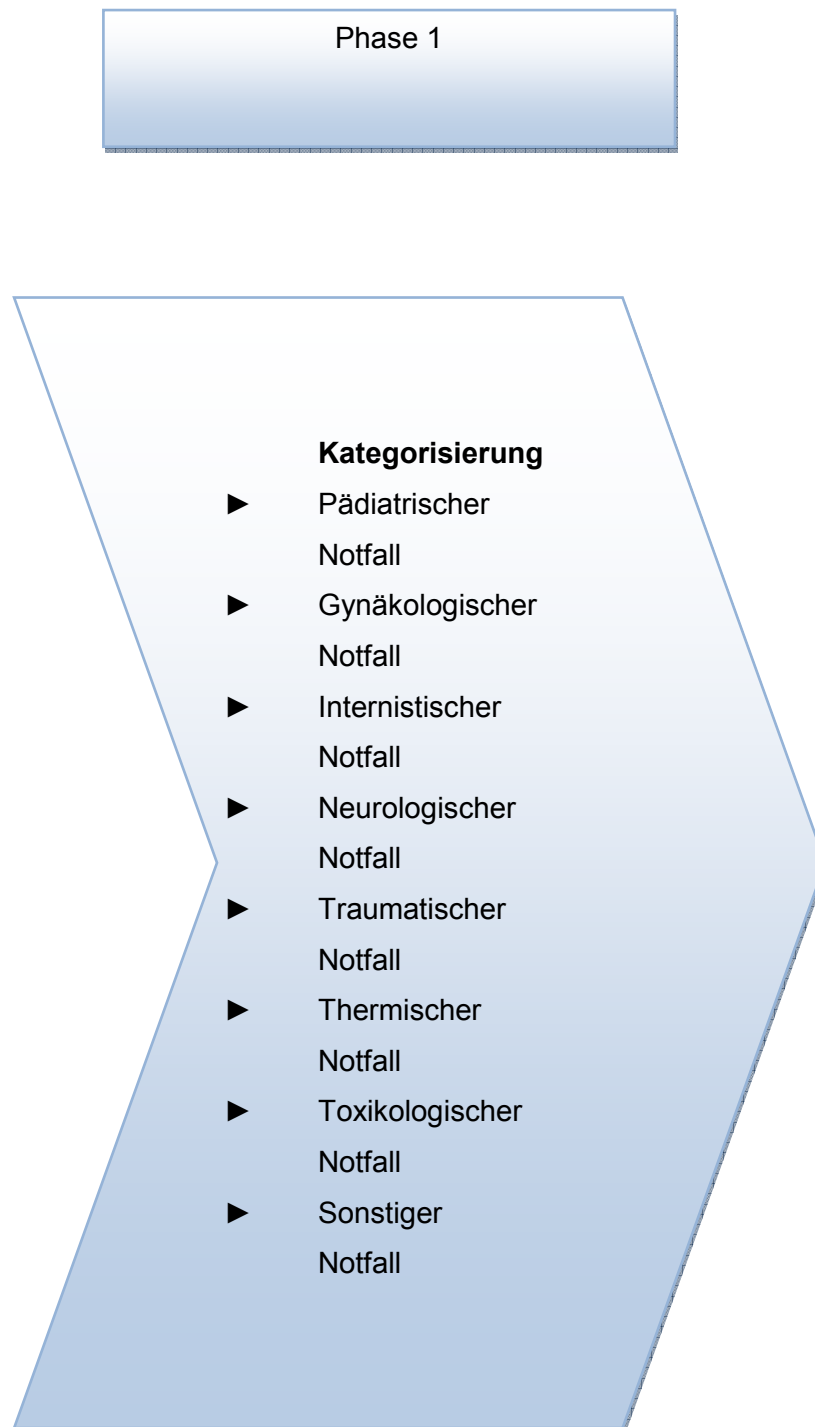 Phase 1
Kategorisierung
► Pädiatrischer
Notfall
► Gynäkologischer
Notfall
► Internistischer
Notfall
► Neurologischer
Notfall
► Traumatischer
Notfall
► Thermischer
Notfall
► Toxikologischer
Notfall
► Sonstiger
Notfall